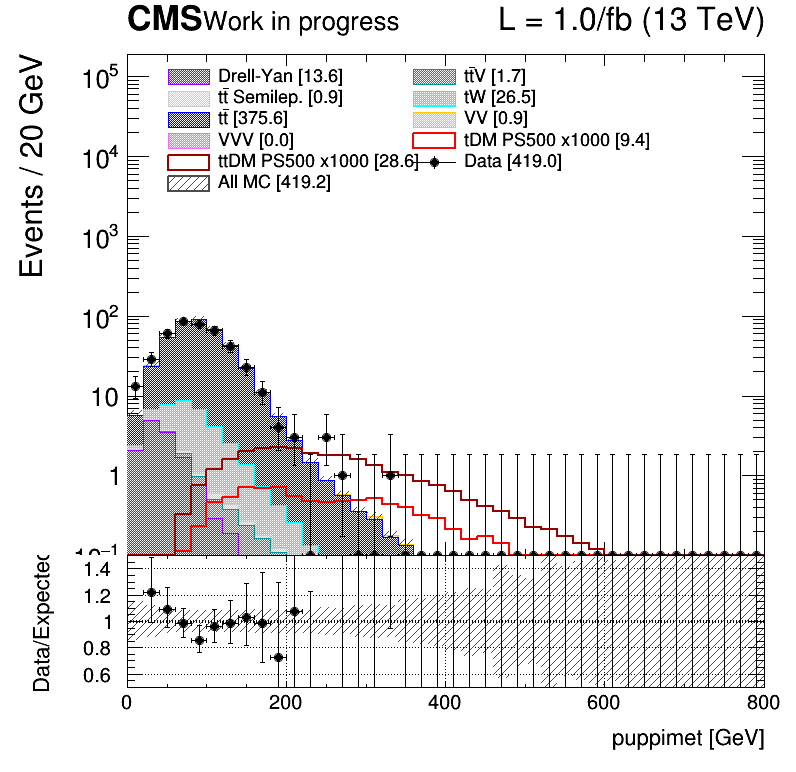 CMS Work in progress L = 1.0/fb (13 TeV)
Events / 20 GeV
10⁵
10⁴
10³
10²
10
1
10⁻¹
Drell-Yan [13.6] tt̄V [1.7]
tt̄ Semilep. [0.9] tW [26.5]
tt̄ [375.6] VV [0.9]
VVV [0.0] tDM PS500 x1000 [9.4]
ttDM PS500 x1000 [28.6] Data [419.0]
All MC [419.2]
Data/Expected
1.4
1.2
1
0.8
0.6
0 200 400 600 800
puppimet [GeV]